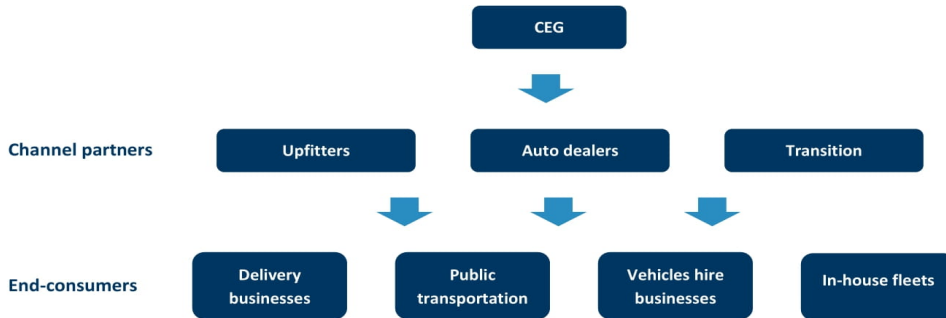 CEG
Channel partners
Upfitters
Auto dealers
Transition
End-consumers
Delivery
businesses
Public
transportation
Vehicles hire
businesses
In-house fleets